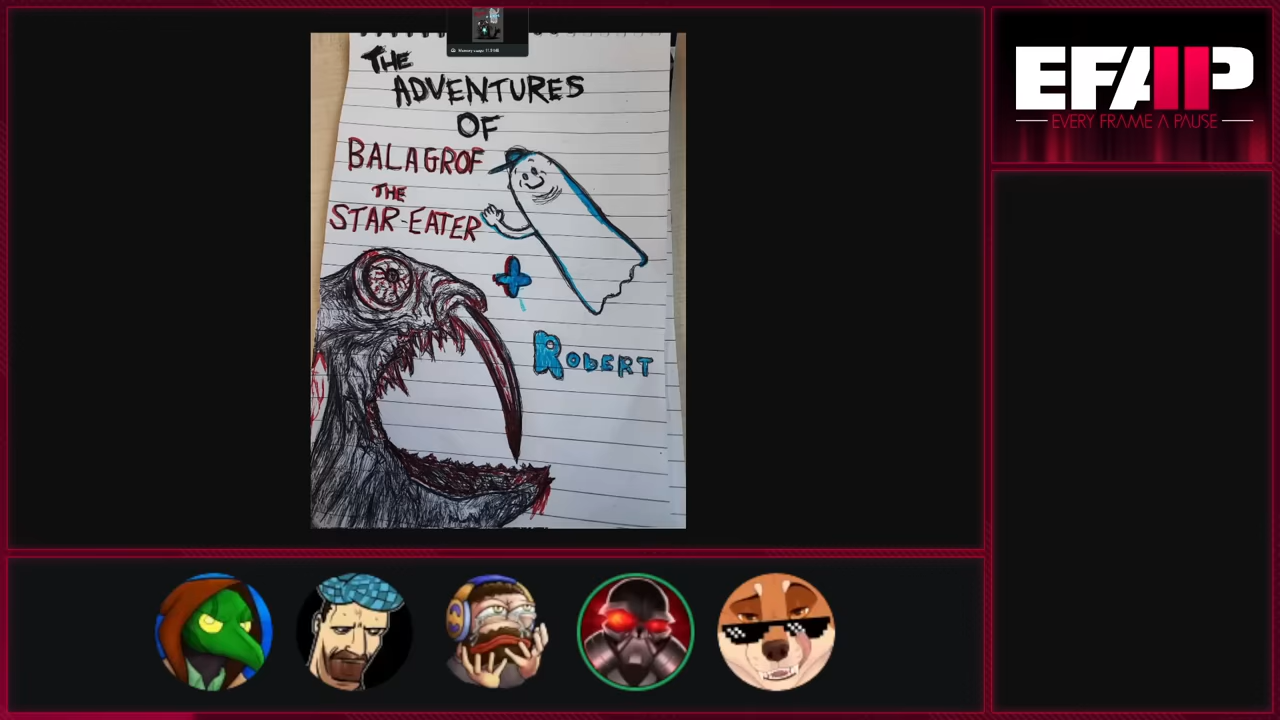 THE
ADVENTURES
OF
BALAGROF
THE
STAR-EATER
+
ROBERT
EFAP
EVERY FRAME A PAUSE